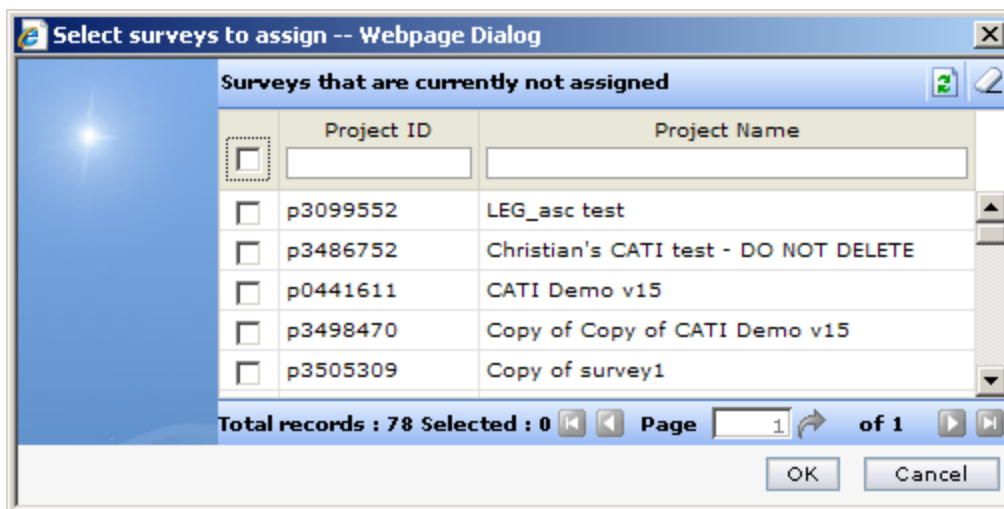 Select surveys to assign -- Webpage Dialog
Surveys that are currently not assigned
Project ID Project Name
p3099552 LEG_asc test
p3486752 Christian's CATI test - DO NOT DELETE
p0441611 CATI Demo v15
p3498470 Copy of Copy of CATI Demo v15
p3505309 Copy of survey1
Total records : 78 Selected : 0 Page 1 of 1
OK Cancel